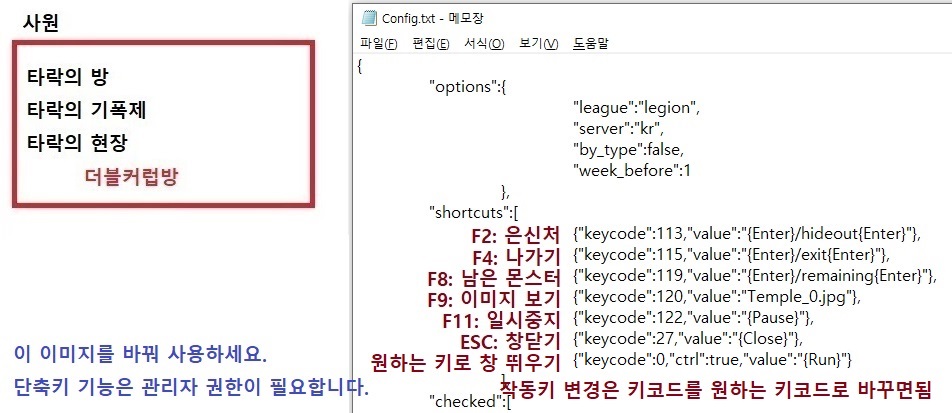 사원
타락의 방
타락의 기폭제
타락의 현장
더블커럽방
이 이미지를 바꿔 사용하세요.
단축키 기능은 관리자 권한이 필요합니다.
Config.txt - 메모장
파일(F) 편집(E) 서식(O) 보기(V) 도움말
{
"options":{
"league":"legion",
"server":"kr",
"by_type":false,
"week_before":1
},
"shortcuts":[
F2: 은신처 {"keycode":113,"value":"{Enter}/hideout{Enter}"},
F4: 나가기 {"keycode":115,"value":"{Enter}/exit{Enter}"},
F8: 남은 몬스터 {"keycode":119,"value":"{Enter}/remaining{Enter}"},
F9: 이미지 보기 {"keycode":120,"value":"Temple_0.jpg"},
F11: 일시중지 {"keycode":122,"value":"{Pause}"},
ESC: 창닫기 {"keycode":27,"value":"{Close}"},
원하는 키로 창 뛰우기 {"keycode":0,"ctrl":true,"value":"{Run}"}
],
작동키 변경은 키코드를 원하는 키코드로 바꾸면됨
"checked":[